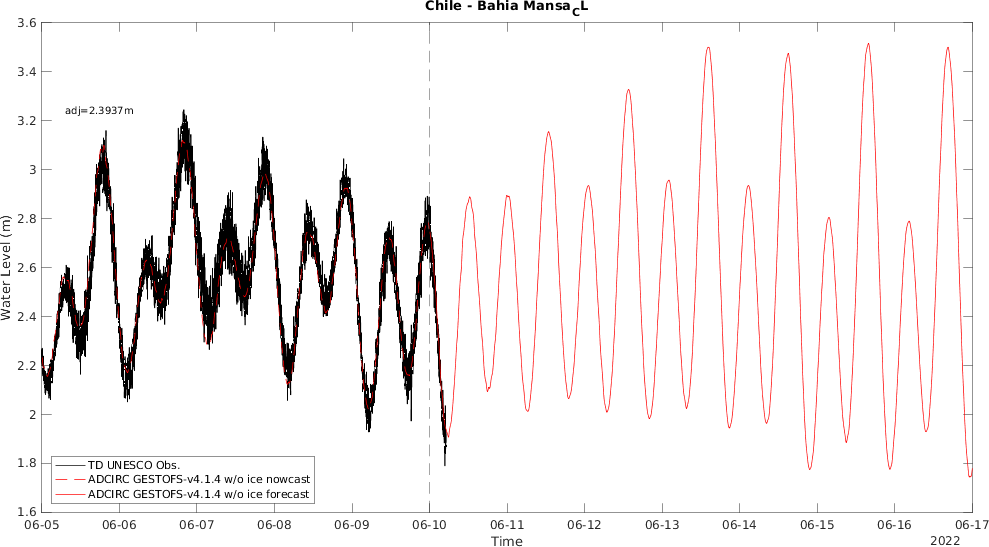 Chile - Bahia Mansa_CL
3.6
3.4
3.2
3
2.8
2.6
2.4
2.2
2
1.8
1.6
Water Level (m)
adj=2.3937m
TD UNESCO Obs.
ADCIRC GESTOFS-v4.1.4 w/o ice nowcast
ADCIRC GESTOFS-v4.1.4 w/o ice forecast
06-05 06-06 06-07 06-08 06-09 06-10 06-11 06-12 06-13 06-14 06-15 06-16 06-17
Time
2022